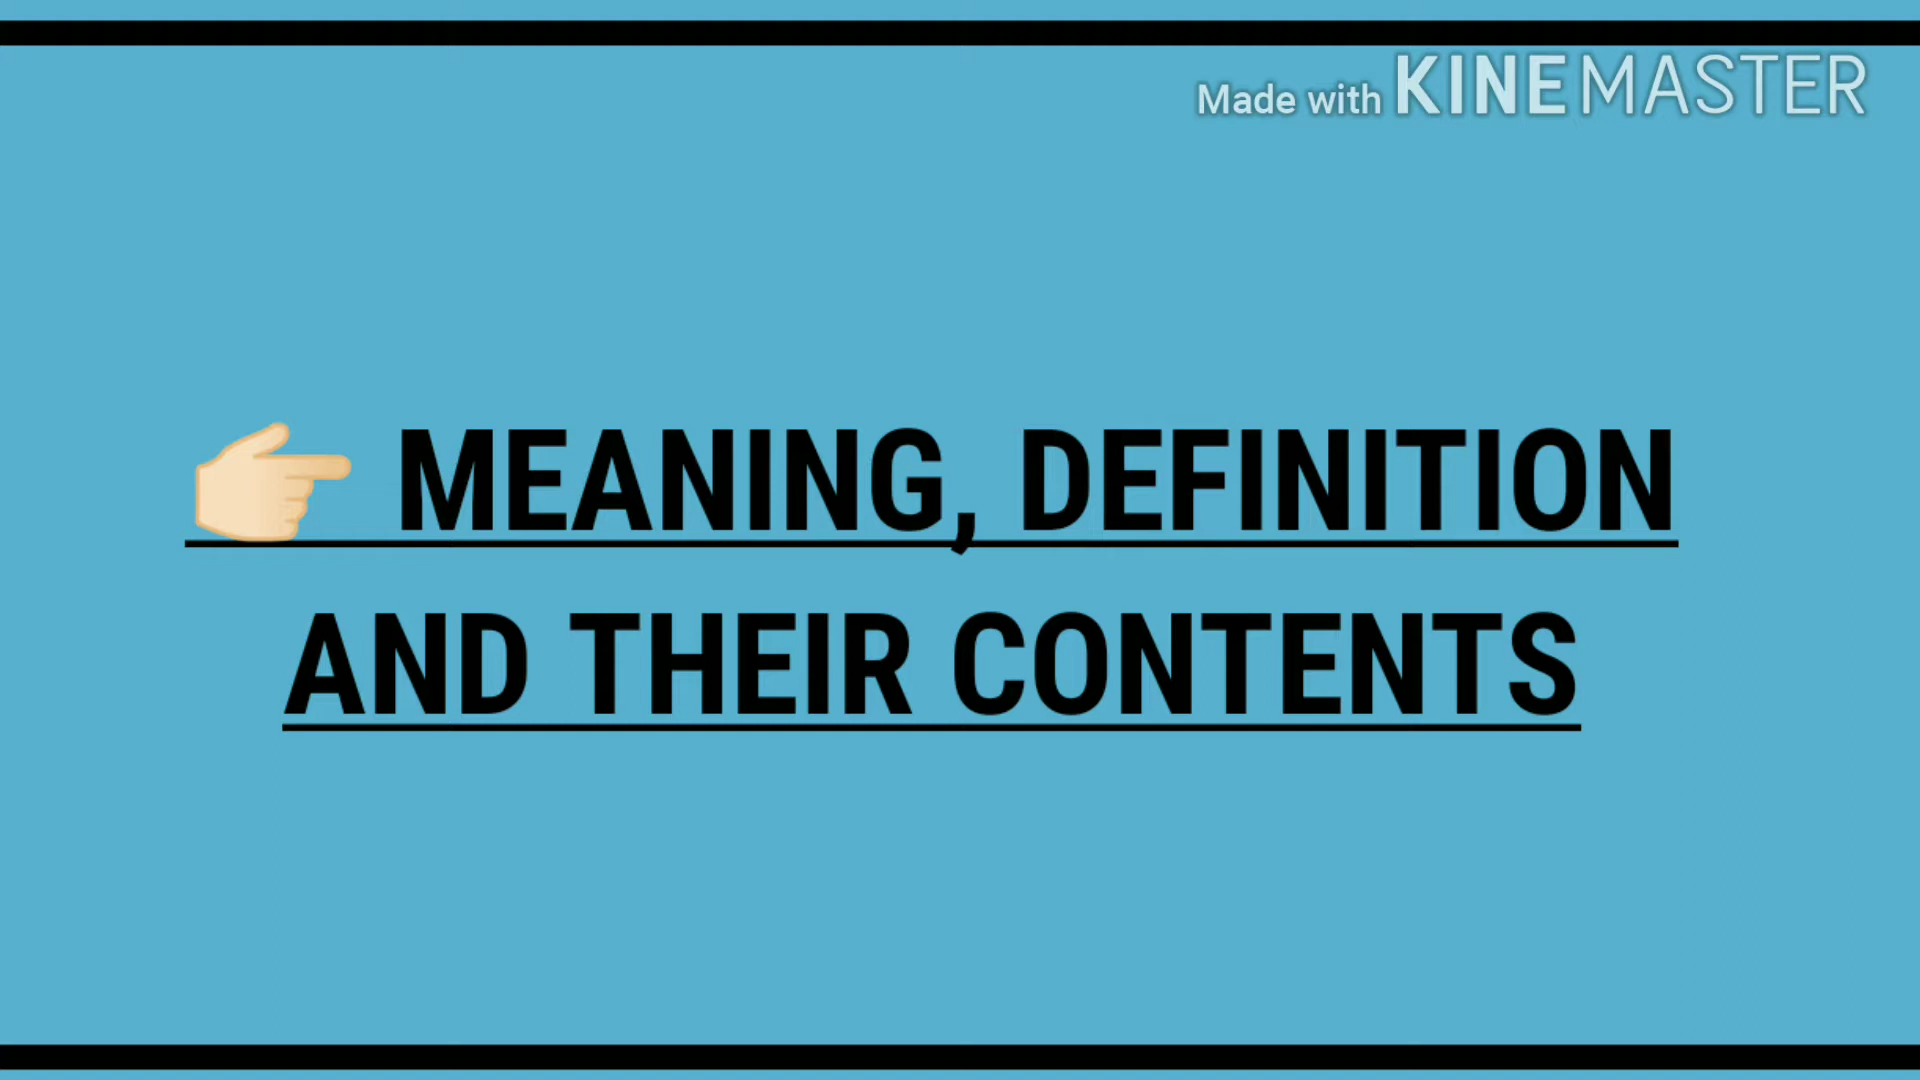 Made with KINEMASTER
👉🏻 MEANING, DEFINITION
AND THEIR CONTENTS